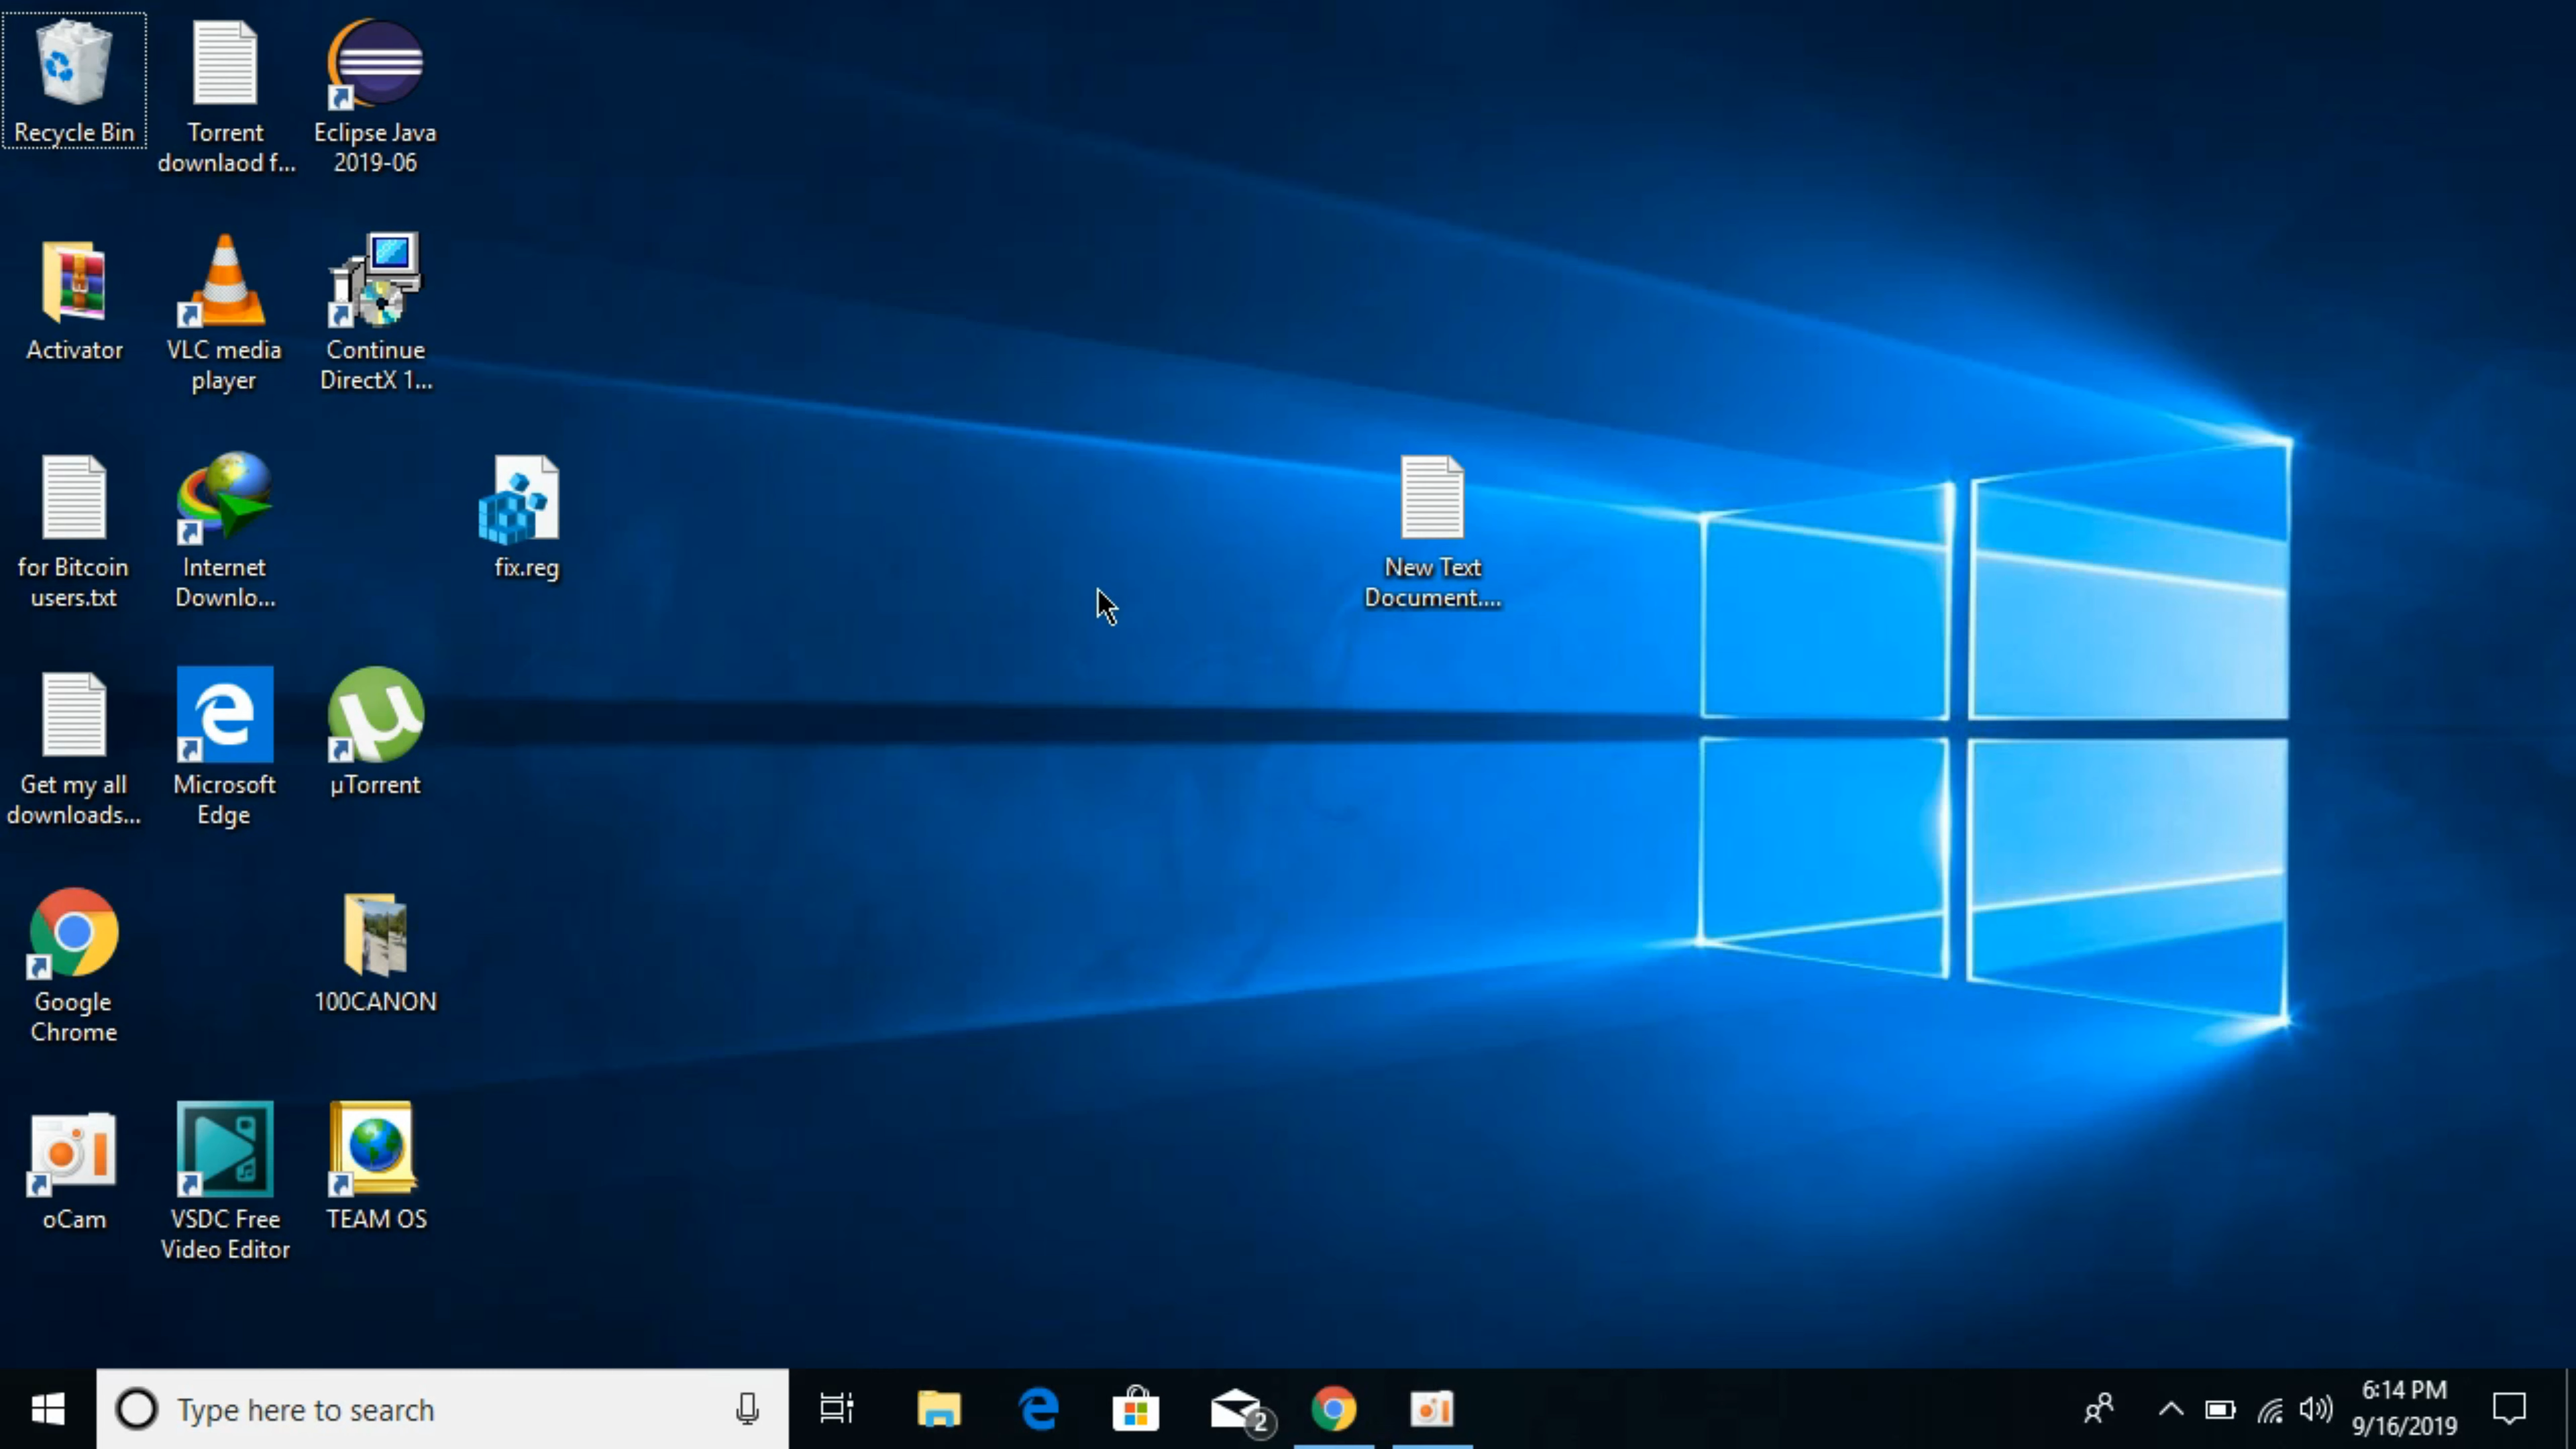 Recycle Bin
Torrent
downlaod f...
Eclipse Java
2019-06
Activator
VLC media
player
Continue
DirectX 1...
for Bitcoin
users.txt
Internet
Downlo...
fix.reg
New Text
Document....
Get my all
downloads...
Microsoft
Edge
µTorrent
Google
Chrome
100CANON
oCam
VSDC Free
Video Editor
TEAM OS
Type here to search
2
6:14 PM
9/16/2019